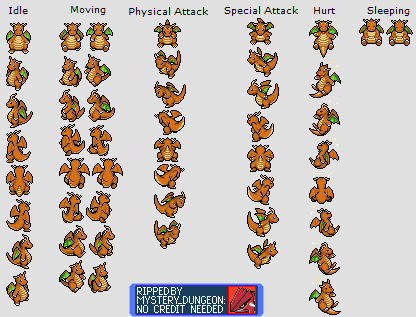 Idle
Moving
Physical Attack
Special Attack
Hurt
Sleeping
RIPPED BY
MYSTERY_DUNGEON:
NO CREDIT NEEDED